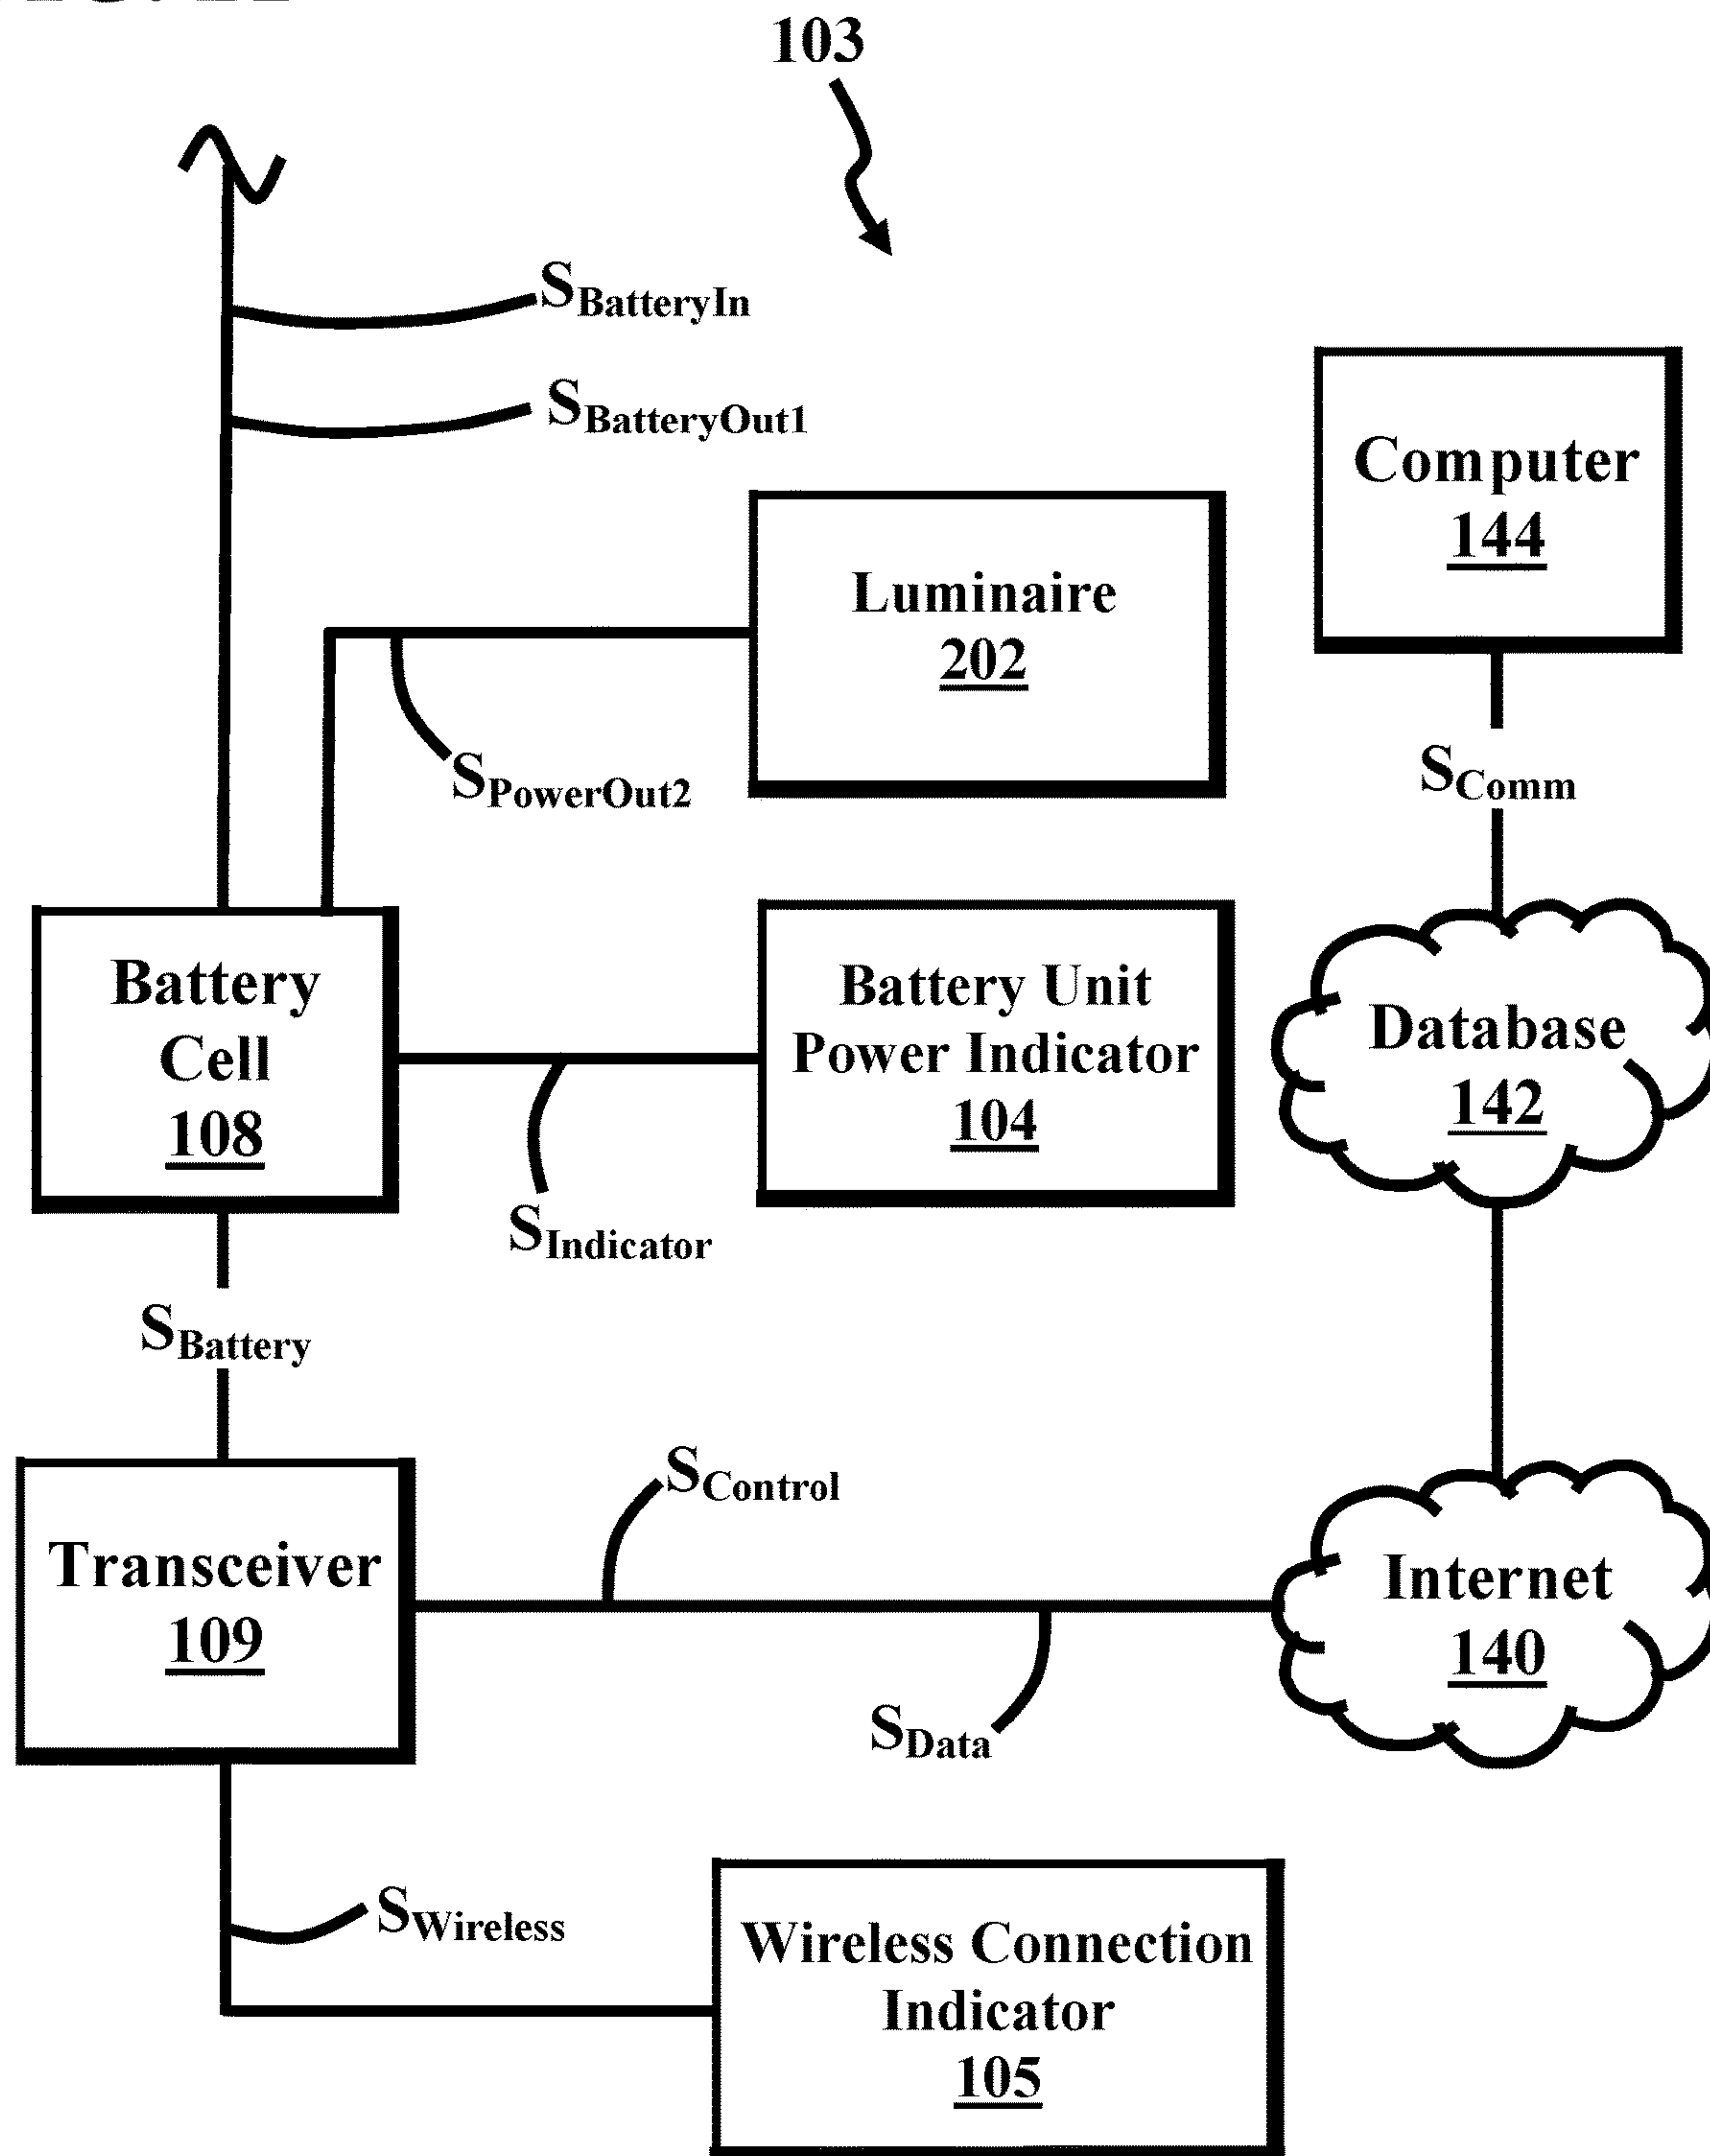 103
SBatteryIn
SBatteryOut1
Computer
144
Luminaire
202
SPowerOut2
SComm
Battery
Cell
108
Battery Unit
Power Indicator
104
Database
142
SIndicator
SBattery
SControl
Transceiver
109
Internet
140
SData
SWireless
Wireless Connection
Indicator
105